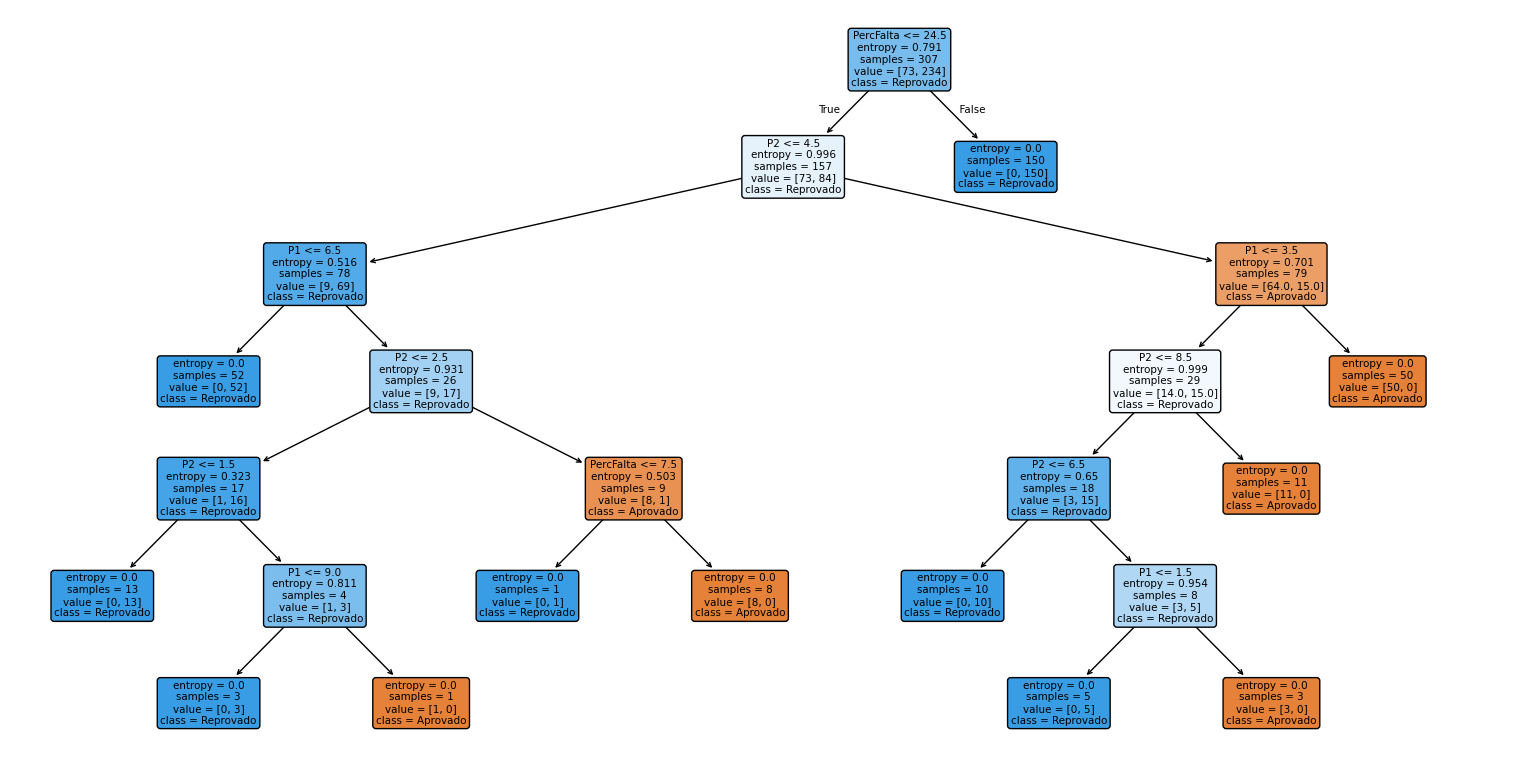 PercFalta <= 24.5
entropy = 0.791
samples = 307
value = [73, 234]
class = Reprovado
True
False
P2 <= 4.5
entropy = 0.996
samples = 157
value = [73, 84]
class = Reprovado
entropy = 0.0
samples = 150
value = [0, 150]
class = Reprovado
P1 <= 6.5
entropy = 0.516
samples = 78
value = [9, 69]
class = Reprovado
P1 <= 3.5
entropy = 0.701
samples = 79
value = [64.0, 15.0]
class = Aprovado
entropy = 0.0
samples = 52
value = [0, 52]
class = Reprovado
P2 <= 2.5
entropy = 0.931
samples = 26
value = [9, 17]
class = Reprovado
P2 <= 8.5
entropy = 0.999
samples = 29
value = [14.0, 15.0]
class = Reprovado
entropy = 0.0
samples = 50
value = [50, 0]
class = Aprovado
P2 <= 1.5
entropy = 0.323
samples = 17
value = [1, 16]
class = Reprovado
PercFalta <= 7.5
entropy = 0.503
samples = 9
value = [8, 1]
class = Aprovado
P2 <= 6.5
entropy = 0.65
samples = 18
value = [3, 15]
class = Reprovado
entropy = 0.0
samples = 11
value = [11, 0]
class = Aprovado
entropy = 0.0
samples = 13
value = [0, 13]
class = Reprovado
P1 <= 9.0
entropy = 0.811
samples = 4
value = [1, 3]
class = Reprovado
entropy = 0.0
samples = 1
value = [0, 1]
class = Reprovado
entropy = 0.0
samples = 8
value = [8, 0]
class = Aprovado
entropy = 0.0
samples = 10
value = [0, 10]
class = Reprovado
P1 <= 1.5
entropy = 0.954
samples = 8
value = [3, 5]
class = Reprovado
entropy = 0.0
samples = 3
value = [0, 3]
class = Reprovado
entropy = 0.0
samples = 1
value = [1, 0]
class = Aprovado
entropy = 0.0
samples = 5
value = [0, 5]
class = Reprovado
entropy = 0.0
samples = 3
value = [3, 0]
class = Aprovado